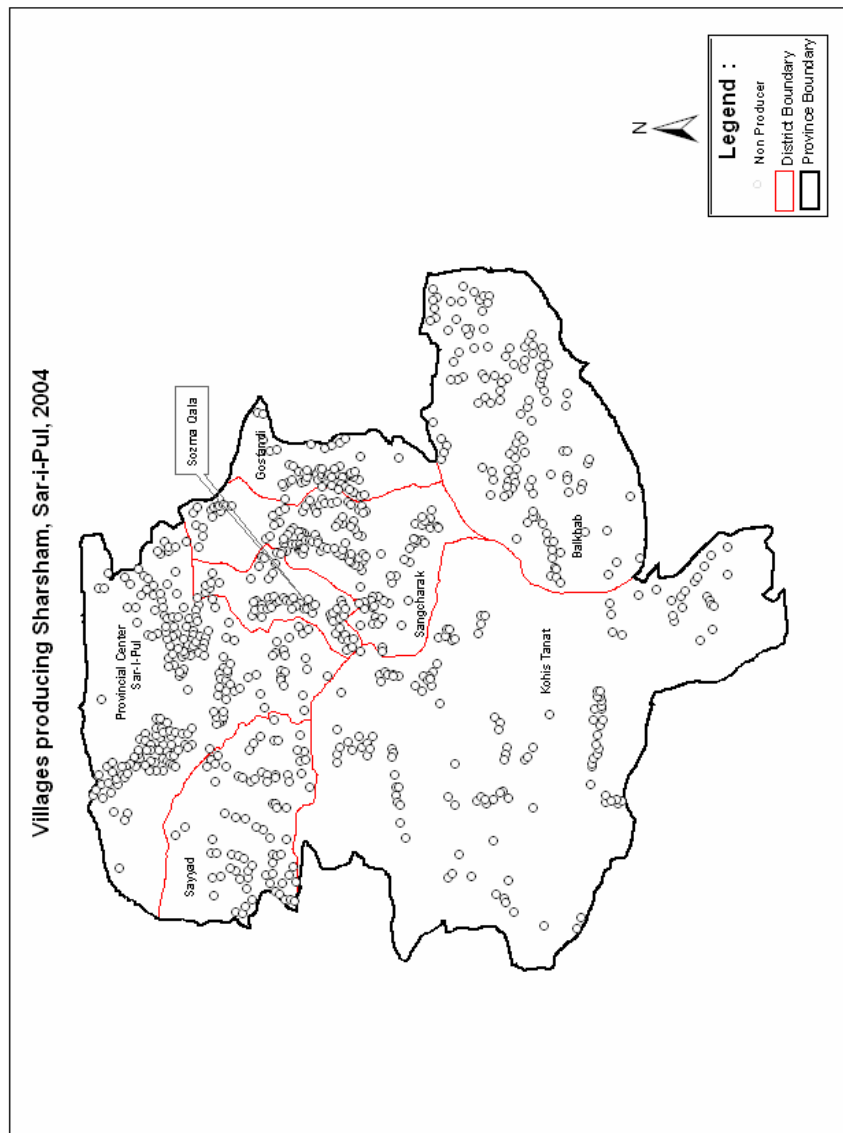 Villages producing Sharsham, Sar-i-Pul, 2004
Sozma Qala
Gosfandi
Provincial Center
Sar-I-Pul
Sayyad
Sangcharak
Balkhab
Kohis Tanat
N
Legend :
Non Producer
District Boundary
Province Boundary